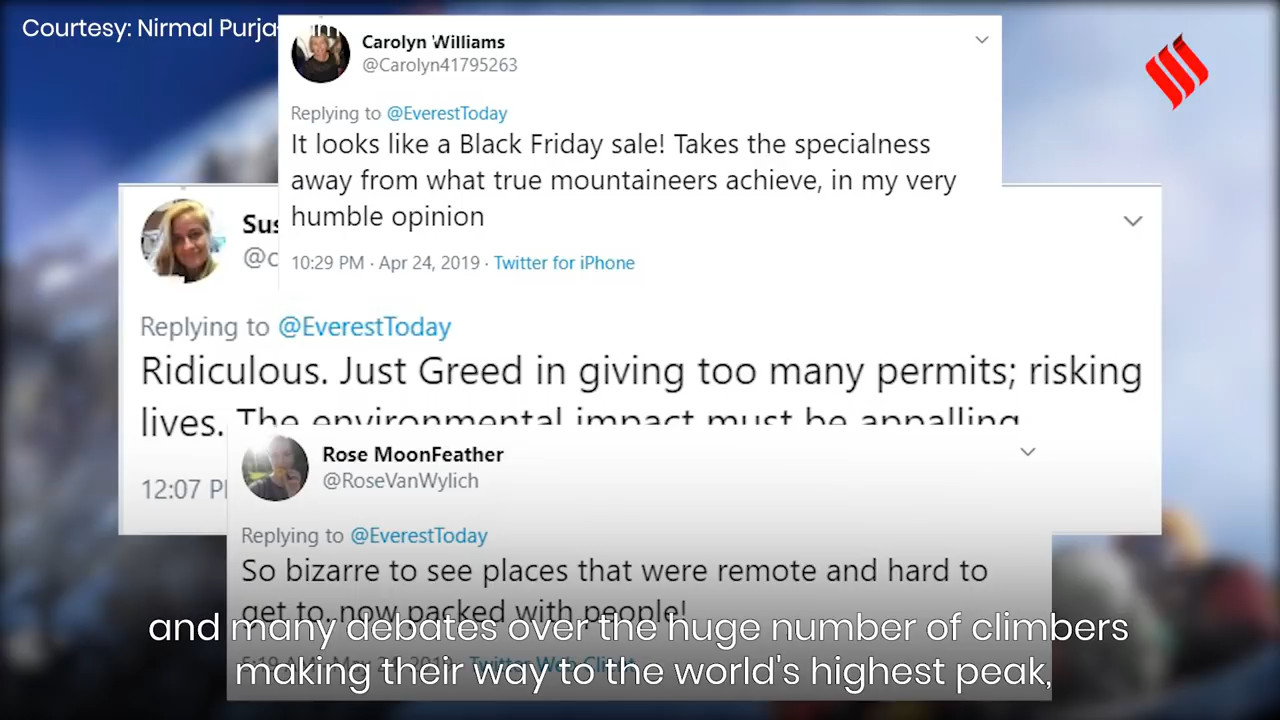 Courtesy: Nirmal Purja
Carolyn Williams
@Carolyn41795263
Replying to @EverestToday
It looks like a Black Friday sale! Takes the specialness
away from what true mountaineers achieve, in my very
humble opinion
10:29 PM · Apr 24, 2019 · Twitter for iPhone
Replying to @EverestToday
Ridiculous. Just Greed in giving too many permits; risking
lives. The environmental impact must be appalling
12:07
Rose MoonFeather
@RoseVanWylich
Replying to @EverestToday
So bizarre to see places that were remote and hard to
get to, now packed with people!
and many debates over the huge number of climbers
making their way to the world's highest peak,